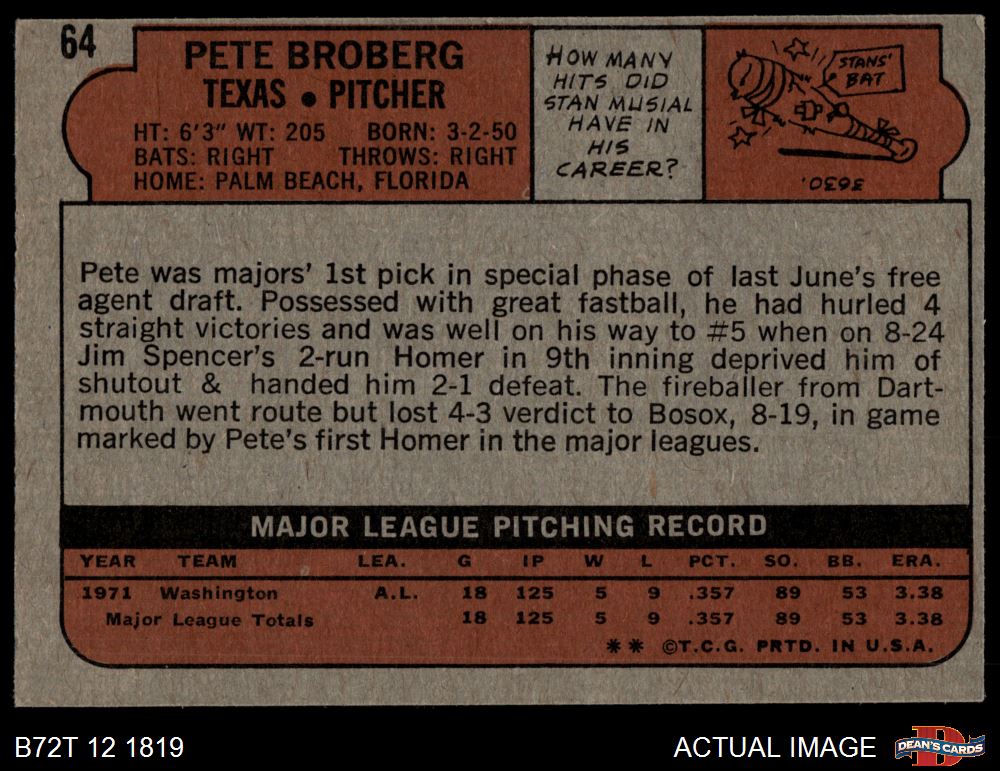 64
PETE BROBERG
TEXAS • PITCHER
HT: 6'3" WT: 205 BORN: 3-2-50
BATS: RIGHT THROWS: RIGHT
HOME: PALM BEACH, FLORIDA
HOW MANY
HITS DID
STAN MUSIAL
HAVE IN
HIS
CAREER?
STANS'
BAT
3630.
Pete was majors' 1st pick in special phase of last June's free
agent draft. Possessed with great fastball, he had hurled 4
straight victories and was well on his way to #5 when on 8-24
Jim Spencer's 2-run Homer in 9th inning deprived him of
shutout & handed him 2-1 defeat. The fireballer from Dart-
mouth went route but lost 4-3 verdict to Bosox, 8-19, in game
marked by Pete's first Homer in the major leagues.
MAJOR LEAGUE PITCHING RECORD
YEAR TEAM LEA. G IP W L PCT. SO. BB. ERA.
1971 Washington A.L. 18 125 5 9 .357 89 53 3.38
Major League Totals 18 125 5 9 .357 89 53 3.38
** ©T.C.G. PRTD. IN U.S.A.
B72T 12 1819
ACTUAL IMAGE
D
DEAN'S CARDS